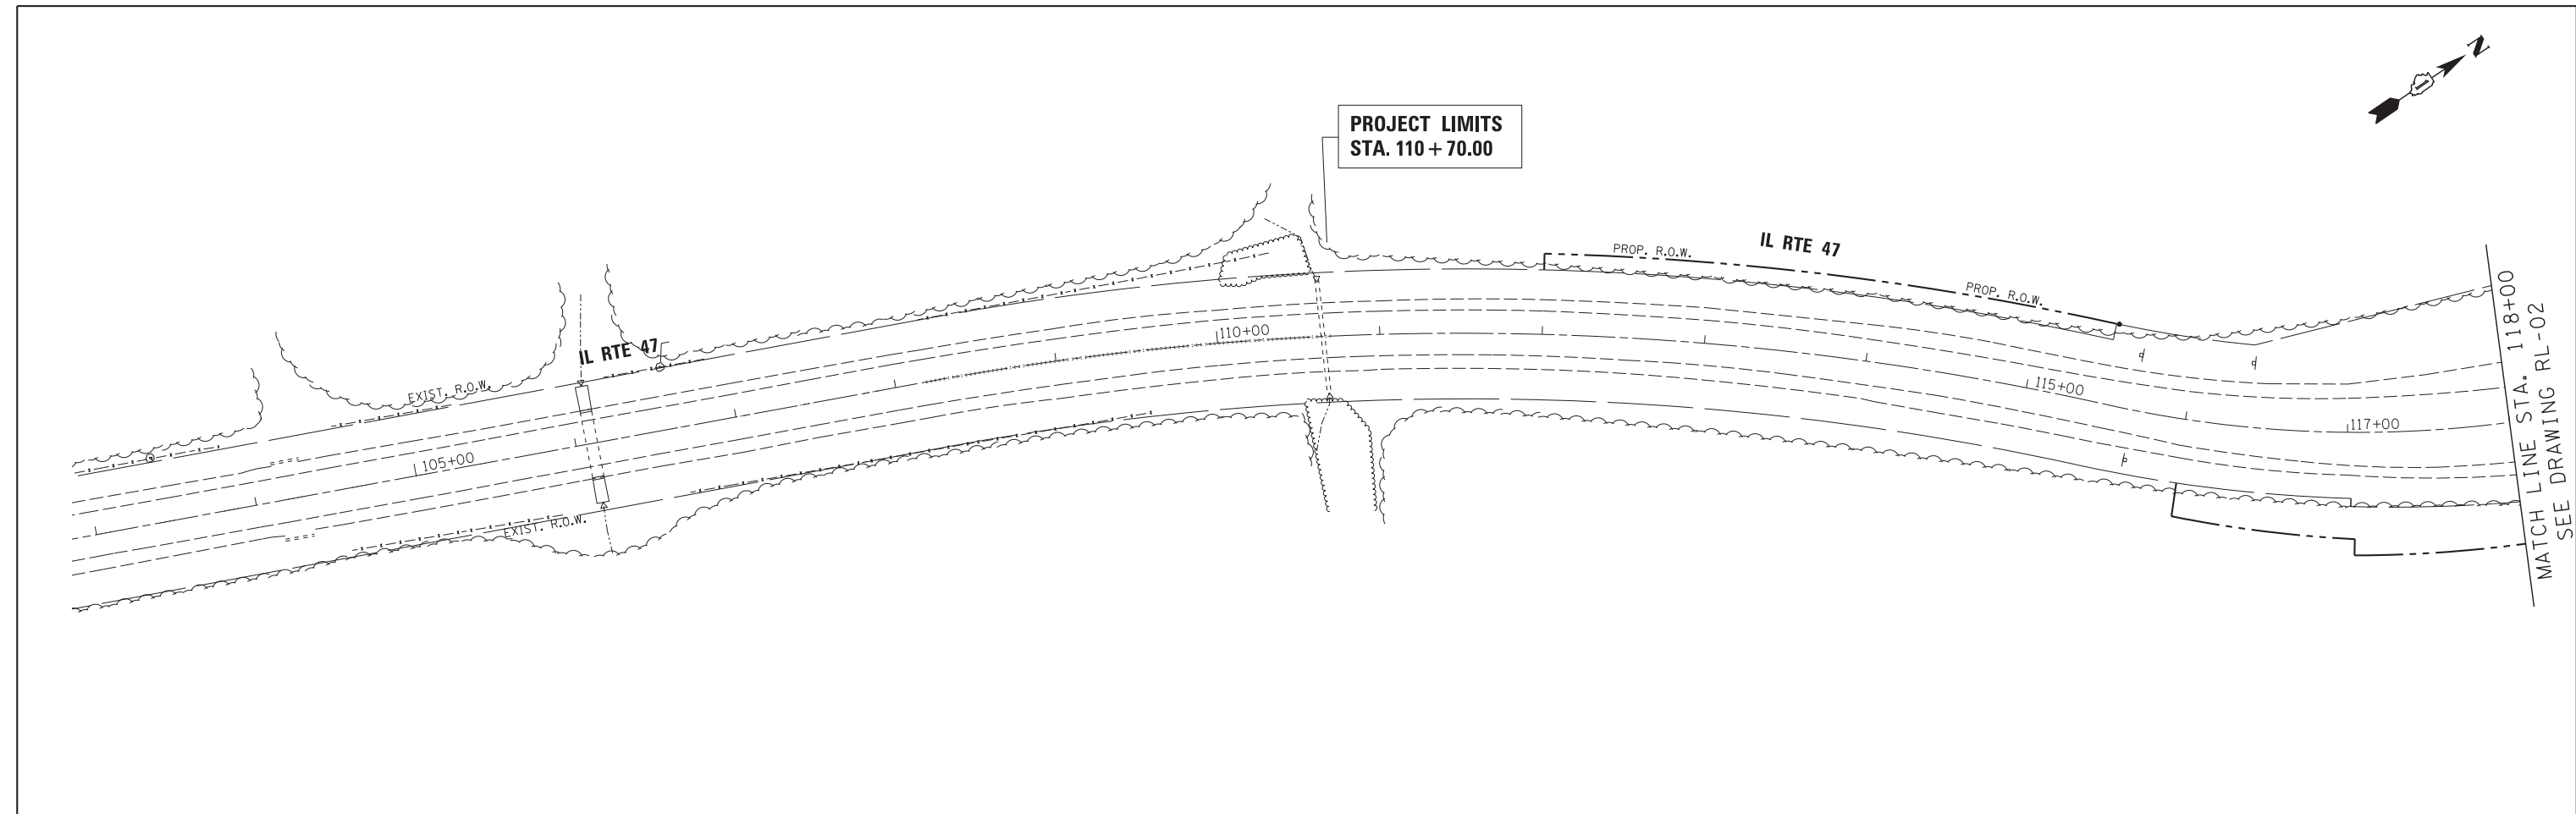 N
PROJECT LIMITS
STA. 110 + 70.00
IL RTE 47
PROP. R.O.W.
PROP. R.O.W.
IL RTE 47
EXIST. R.O.W.
EXIST. R.O.W.
105+00
110+00
115+00
117+00
MATCH LINE STA. 118+00
SEE DRAWING RL-02